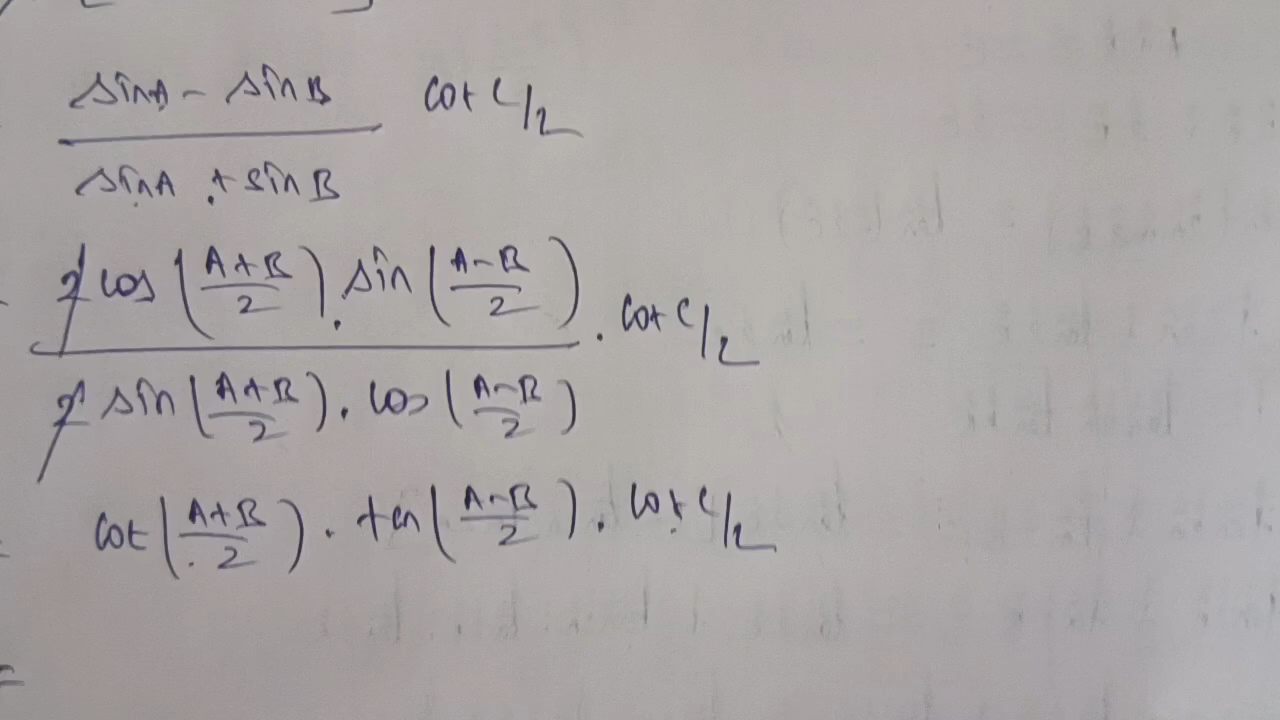 sinA - sinB / sinA + sinB cot C/2
= 2 cos (A+B/2) . sin (A-B/2) / 2 sin (A+B/2) . cos (A-B/2) . cot C/2
= cot (A+B/2) . tan (A-B/2) . cot C/2
=